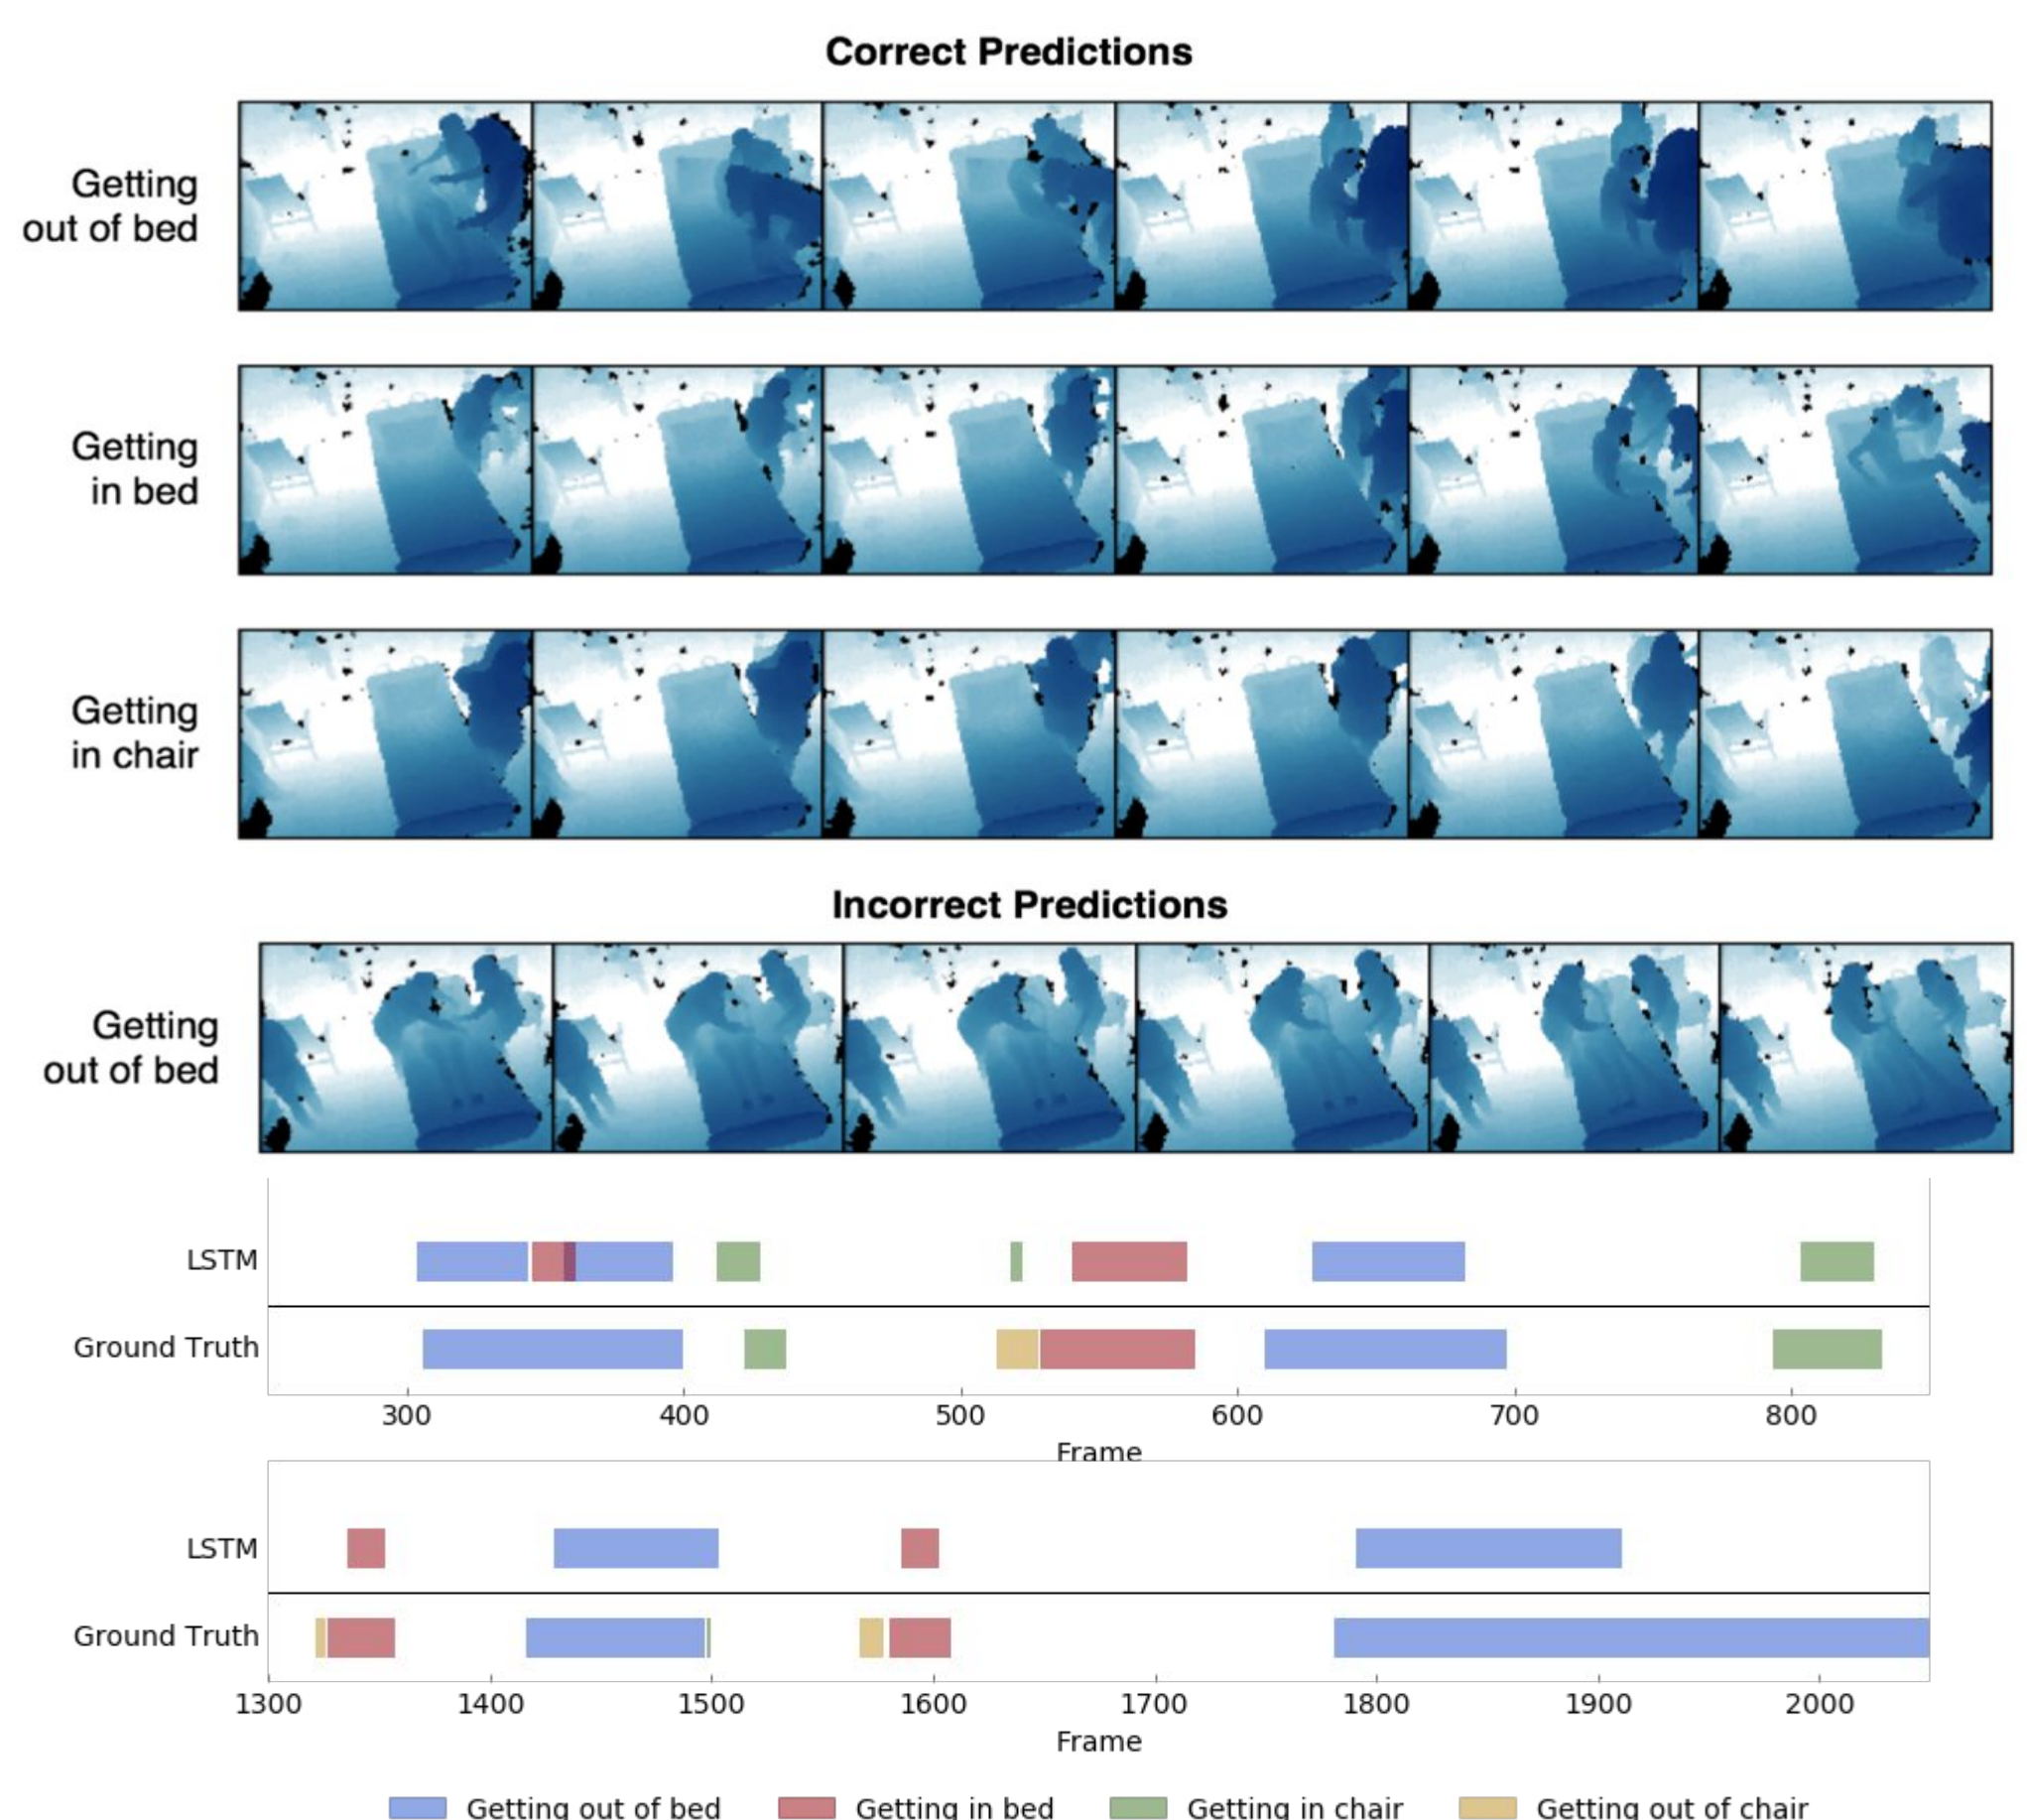 Correct Predictions
Getting
out of bed
Getting
in bed
Getting
in chair
Incorrect Predictions
Getting
out of bed
LSTM
Ground Truth
300 400 500 600 700 800
Frame
LSTM
Ground Truth
1300 1400 1500 1600 1700 1800 1900 2000
Frame
Getting out of bed Getting in bed Getting in chair Getting out of chair